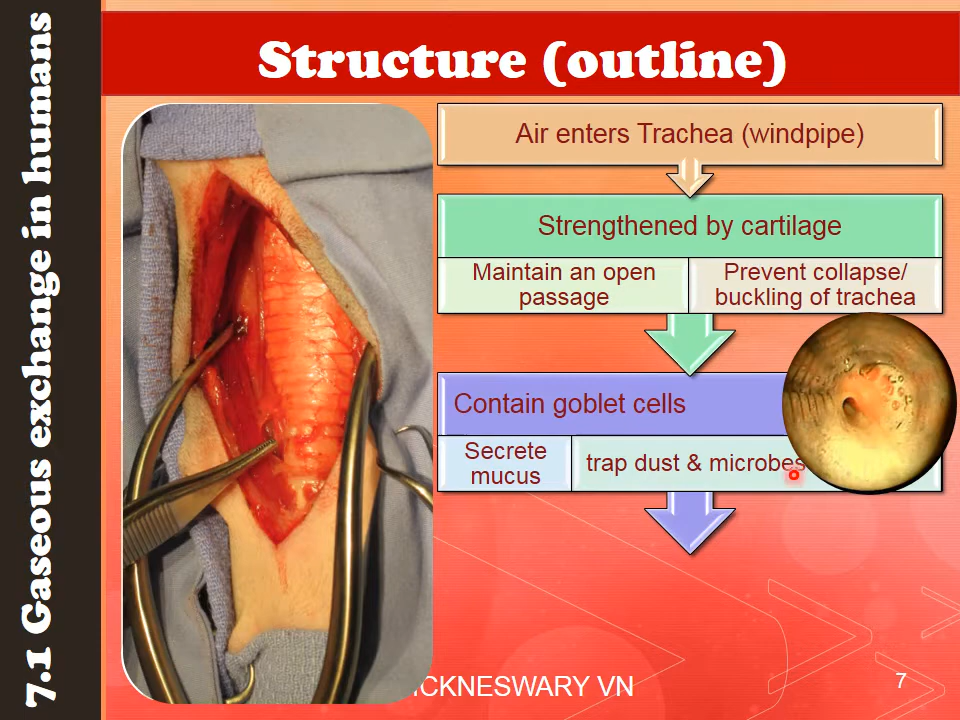 7.1 Gaseous exchange in humans
Structure (outline)
Air enters Trachea (windpipe)
Strengthened by cartilage
Maintain an open
passage
Prevent collapse/
buckling of trachea
Contain goblet cells
Secrete
mucus
trap dust & microbes
VN
7